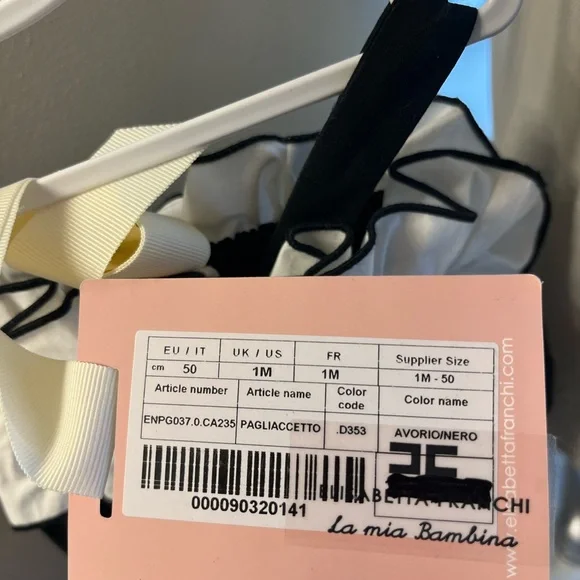 EU / IT UK / US FR Supplier Size
cm 50 1M 1M 1M - 50
Article number Article name Color code Color name
ENPG037.0.CA235 PAGLIACCETTO .D353 AVORIO/NERO
000090320141
ELISABETTA FRANCHI
La mia Bambina
www.elisabettafranchi.com